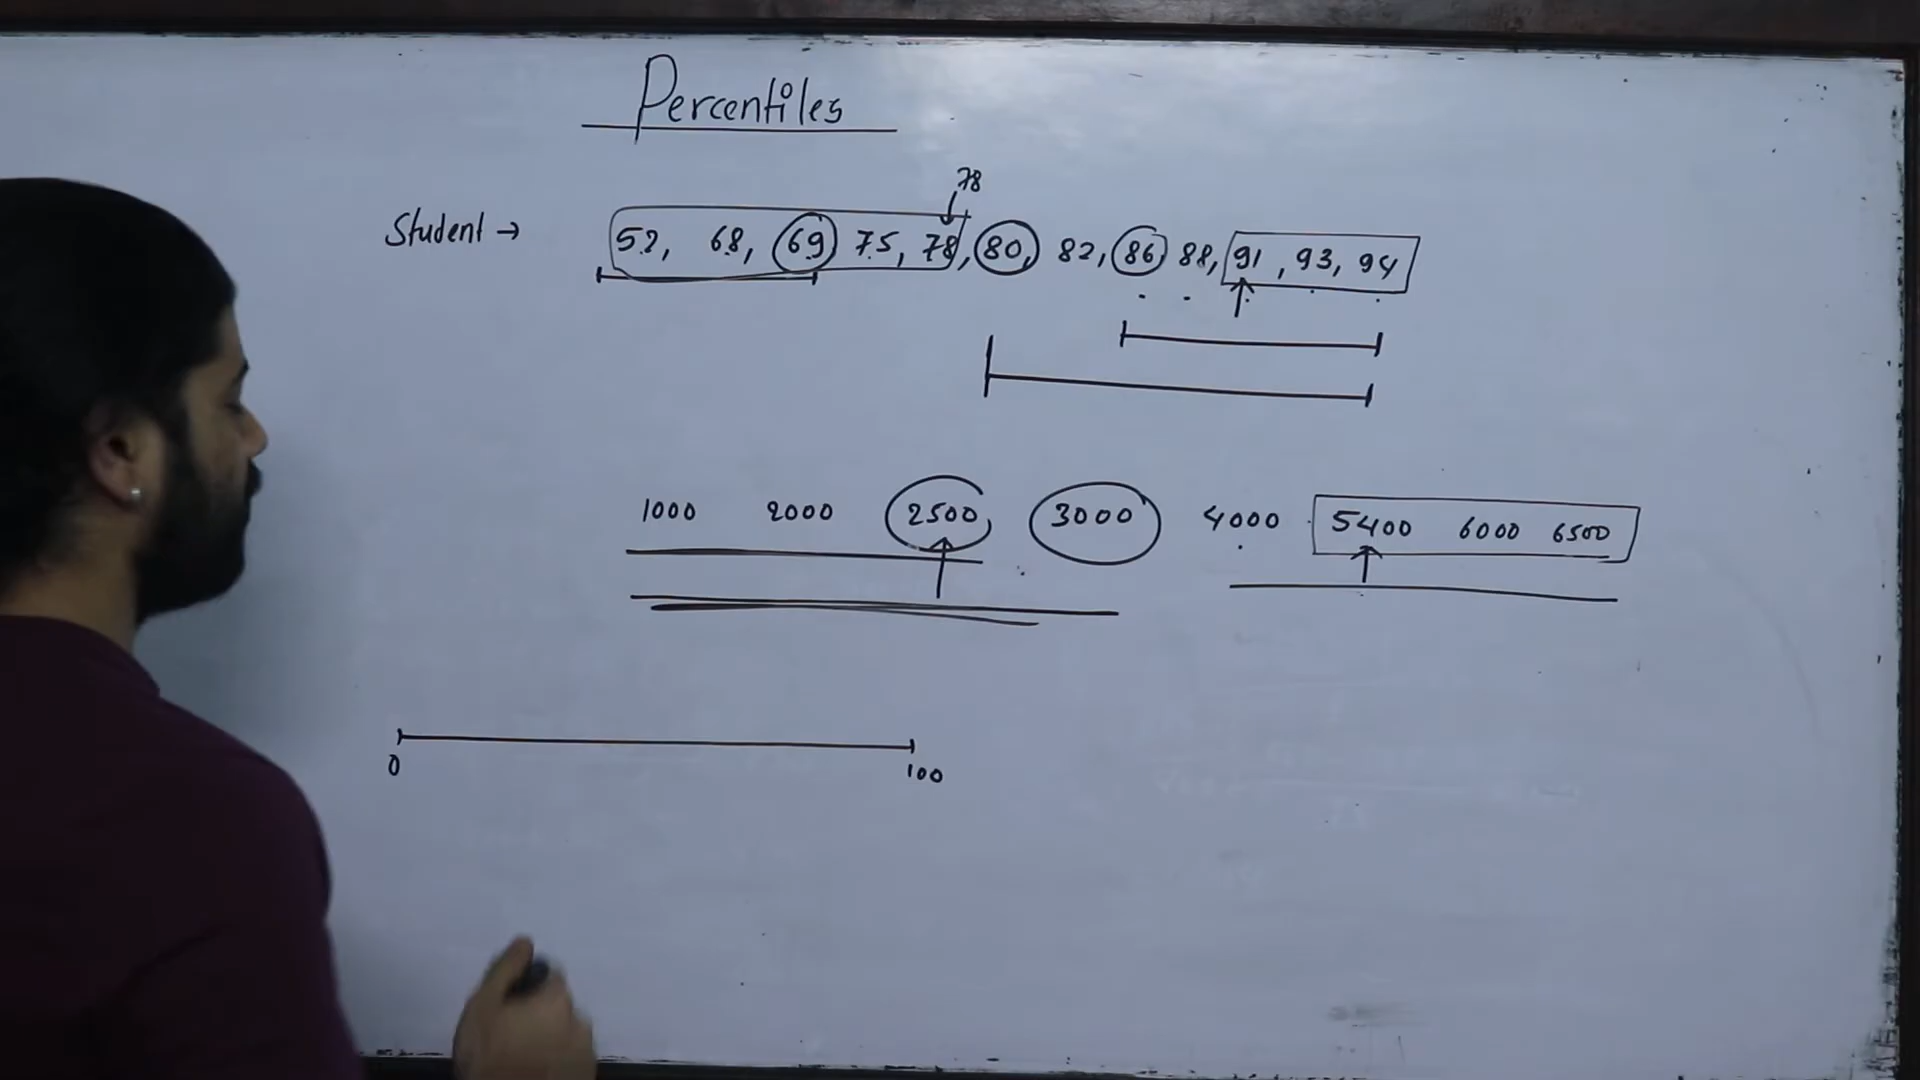 Percentiles
78
Student → 52, 68, 69 75, 78, 80, 82, 86 88, 91, 93, 94
1000 2000 2500 3000 4000 5400 6000 6500
0 100